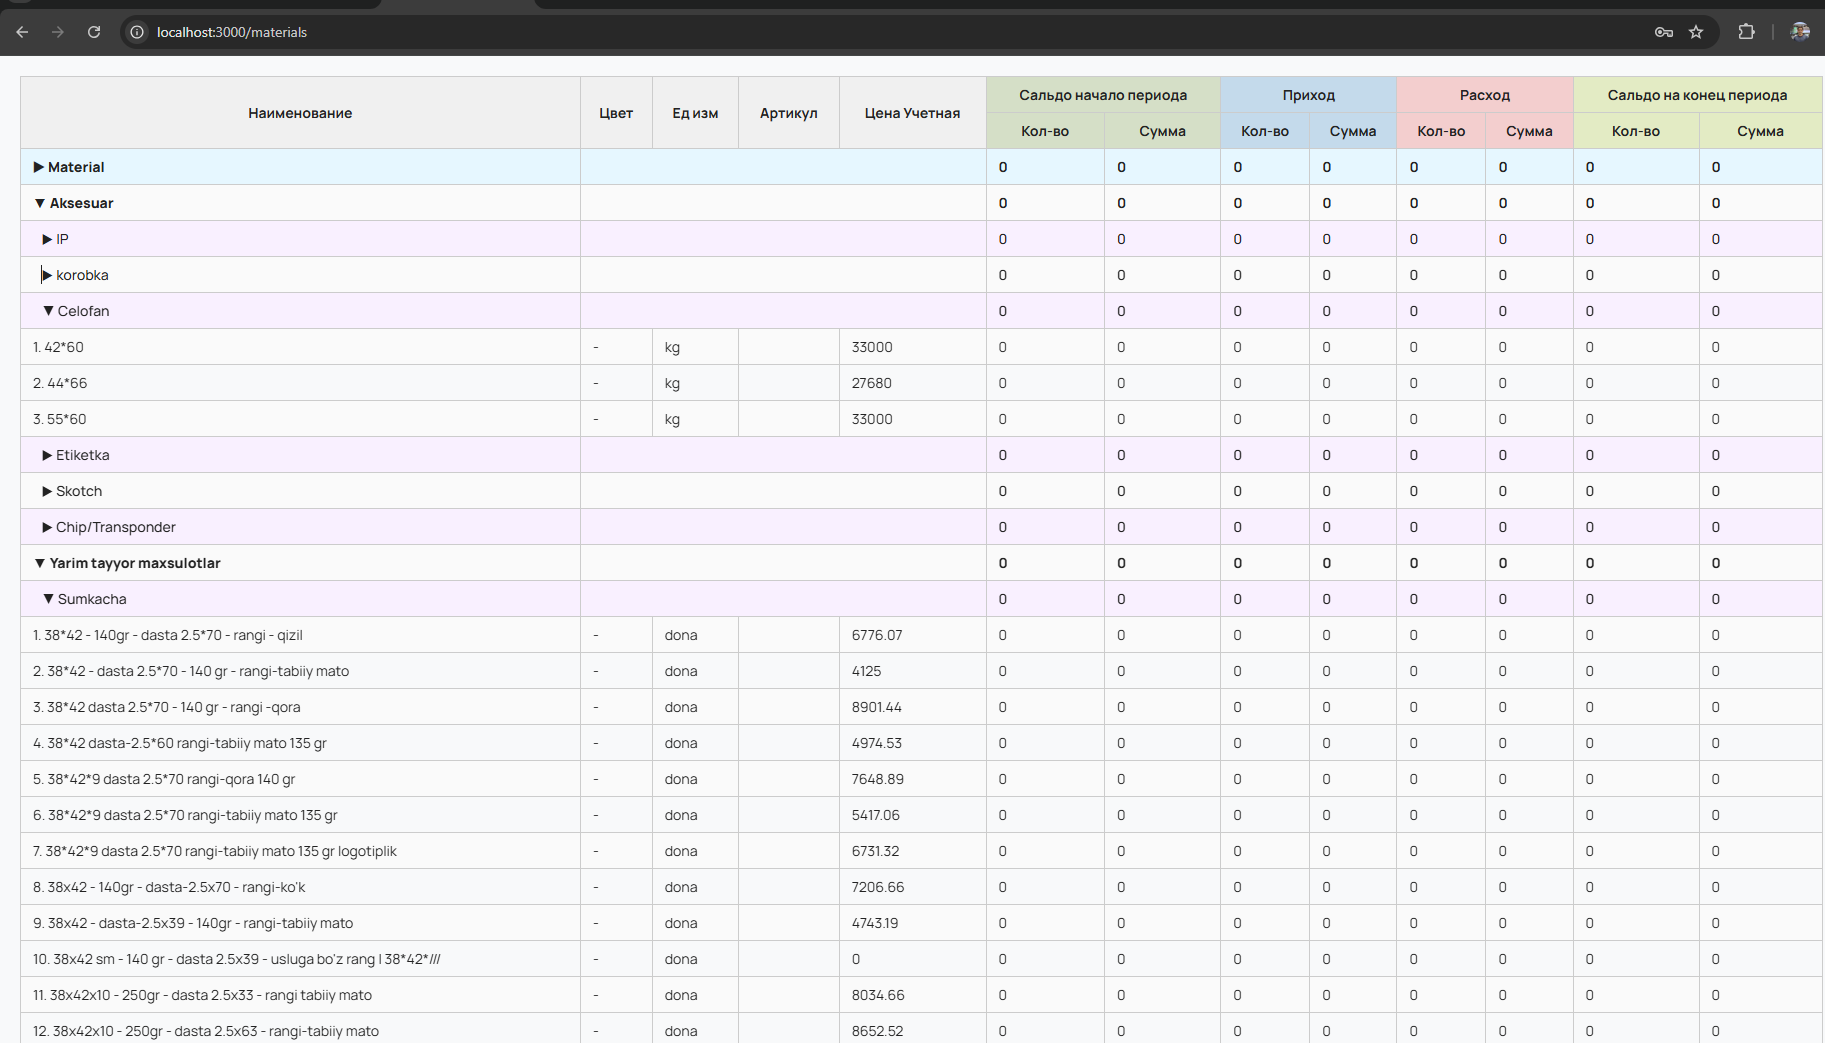 localhost:3000/materials
Наименование Цвет Ед изм Артикул Цена Учетная Сальдо начало периода Приход Расход Сальдо на конец периода
Кол-во Сумма Кол-во Сумма Кол-во Сумма Кол-во Сумма
▶ Material 0 0 0 0 0 0 0 0
▼ Aksesuar 0 0 0 0 0 0 0 0
▶ IP 0 0 0 0 0 0 0 0
▶ korobka 0 0 0 0 0 0 0 0
▼ Celofan 0 0 0 0 0 0 0 0
1. 42*60 - kg 33000 0 0 0 0 0 0 0 0
2. 44*66 - kg 27680 0 0 0 0 0 0 0 0
3. 55*60 - kg 33000 0 0 0 0 0 0 0 0
▶ Etiketka 0 0 0 0 0 0 0 0
▶ Skotch 0 0 0 0 0 0 0 0
▶ Chip/Transponder 0 0 0 0 0 0 0 0
▼ Yarim tayyor maxsulotlar 0 0 0 0 0 0 0 0
▼ Sumkacha 0 0 0 0 0 0 0 0
1. 38*42 - 140gr - dasta 2.5*70 - rangi - qizil - dona 6776.07 0 0 0 0 0 0 0 0
2. 38*42 - dasta 2.5*70 - 140 gr - rangi-tabiiy mato - dona 4125 0 0 0 0 0 0 0 0
3. 38*42 dasta 2.5*70 - 140 gr - rangi -qora - dona 8901.44 0 0 0 0 0 0 0 0
4. 38*42 dasta-2.5*60 rangi-tabiiy mato 135 gr - dona 4974.53 0 0 0 0 0 0 0 0
5. 38*42*9 dasta 2.5*70 rangi-qora 140 gr - dona 7648.89 0 0 0 0 0 0 0 0
6. 38*42*9 dasta 2.5*70 rangi-tabiiy mato 135 gr - dona 5417.06 0 0 0 0 0 0 0 0
7. 38*42*9 dasta 2.5*70 rangi-tabiiy mato 135 gr logotiplik - dona 6731.32 0 0 0 0 0 0 0 0
8. 38x42 - 140gr - dasta-2.5x70 - rangi-ko'k - dona 7206.66 0 0 0 0 0 0 0 0
9. 38x42 - dasta-2.5x39 - 140gr - rangi-tabiiy mato - dona 4743.19 0 0 0 0 0 0 0 0
10. 38x42 sm - 140 gr - dasta 2.5x39 - usluga bo'z rang | 38*42*/// - dona 0 0 0 0 0 0 0 0 0
11. 38x42x10 - 250gr - dasta 2.5x33 - rangi tabiiy mato - dona 8034.66 0 0 0 0 0 0 0 0
12. 38x42x10 - 250gr - dasta 2.5x63 - rangi-tabiiy mato - dona 8652.52 0 0 0 0 0 0 0 0